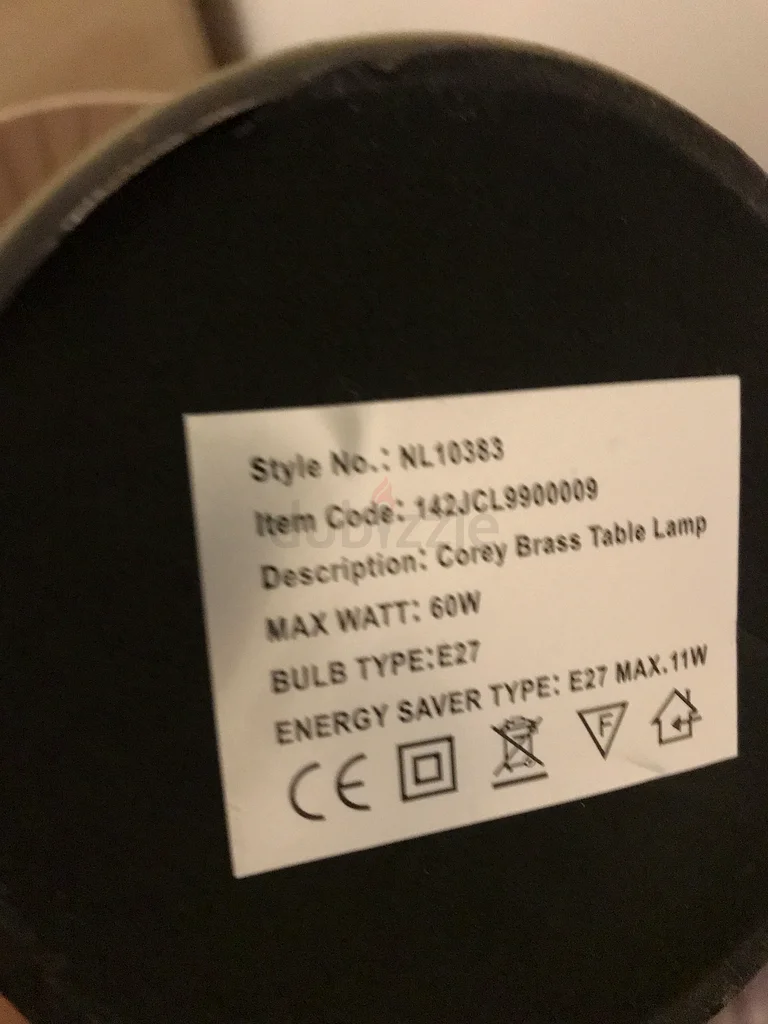 Style No.: NL10383
Item Code: 142JCL9900009
dubizzle
Description: Corey Brass Table Lamp
MAX WATT: 60W
BULB TYPE:E27
ENERGY SAVER TYPE: E27 MAX.11W
CE
F